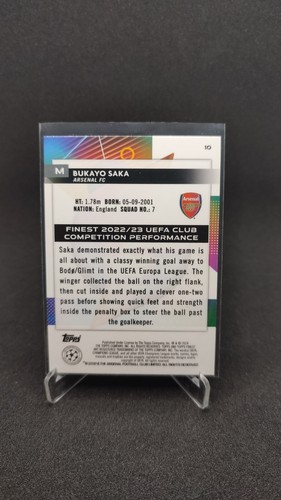 10
M BUKAYO SAKA
ARSENAL FC
HT: 1.78m BORN: 05-09-2001
NATION: England SQUAD NO.: 7
Arsenal
FINEST 2022/23 UEFA CLUB
COMPETITION PERFORMANCE
Saka demonstrated exactly what his game is
all about with a classy winning goal away to
Bodø/Glimt in the UEFA Europa League. The
winger collected the ball on the right flank,
then cut inside and played a clever one-two
pass before showing quick feet and strength
inside the penalty box to steer the ball past
the goalkeeper.
Topps